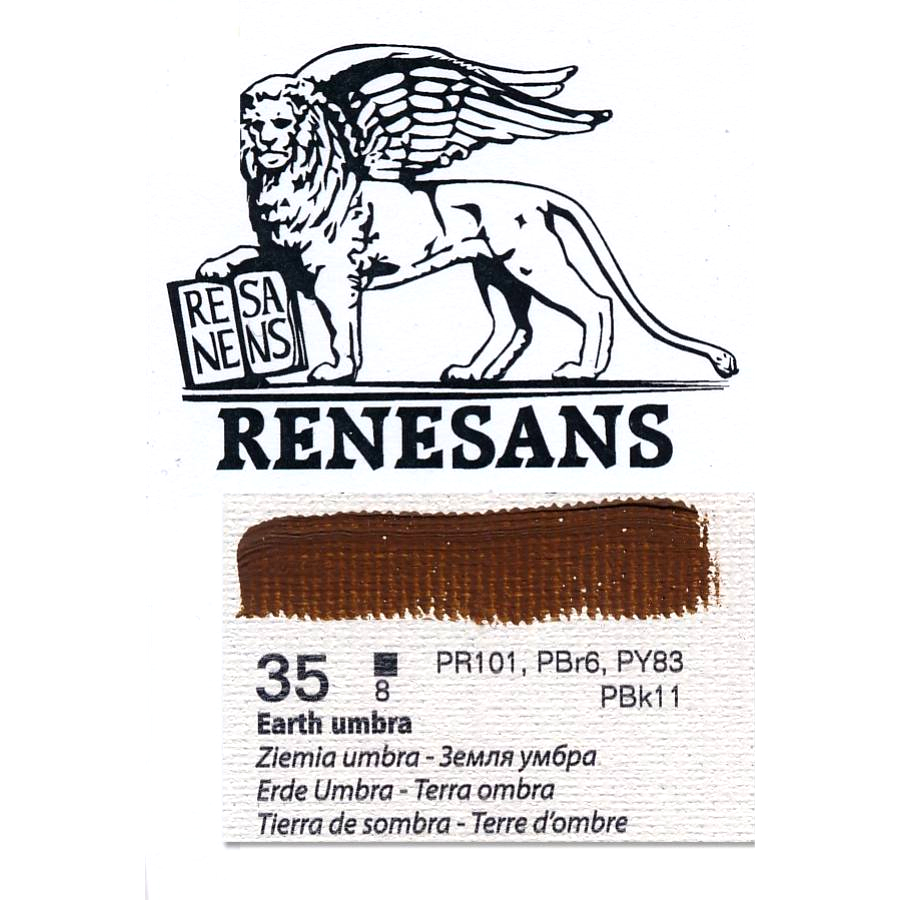 RE SA
NE NS
RENESANS
35
8
PR101, PBr6, PY83
PBk11
Earth umbra
Ziemia umbra - Земля умбра
Erde Umbra - Terra ombra
Tierra de sombra - Terre d'ombre